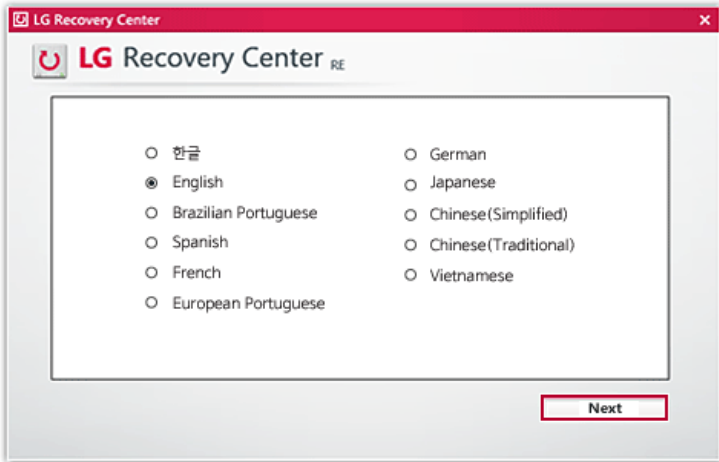 LG Recovery Center
LG Recovery Center RE
한글
English
Brazilian Portuguese
Spanish
French
European Portuguese
German
Japanese
Chinese(Simplified)
Chinese(Traditional)
Vietnamese
Next